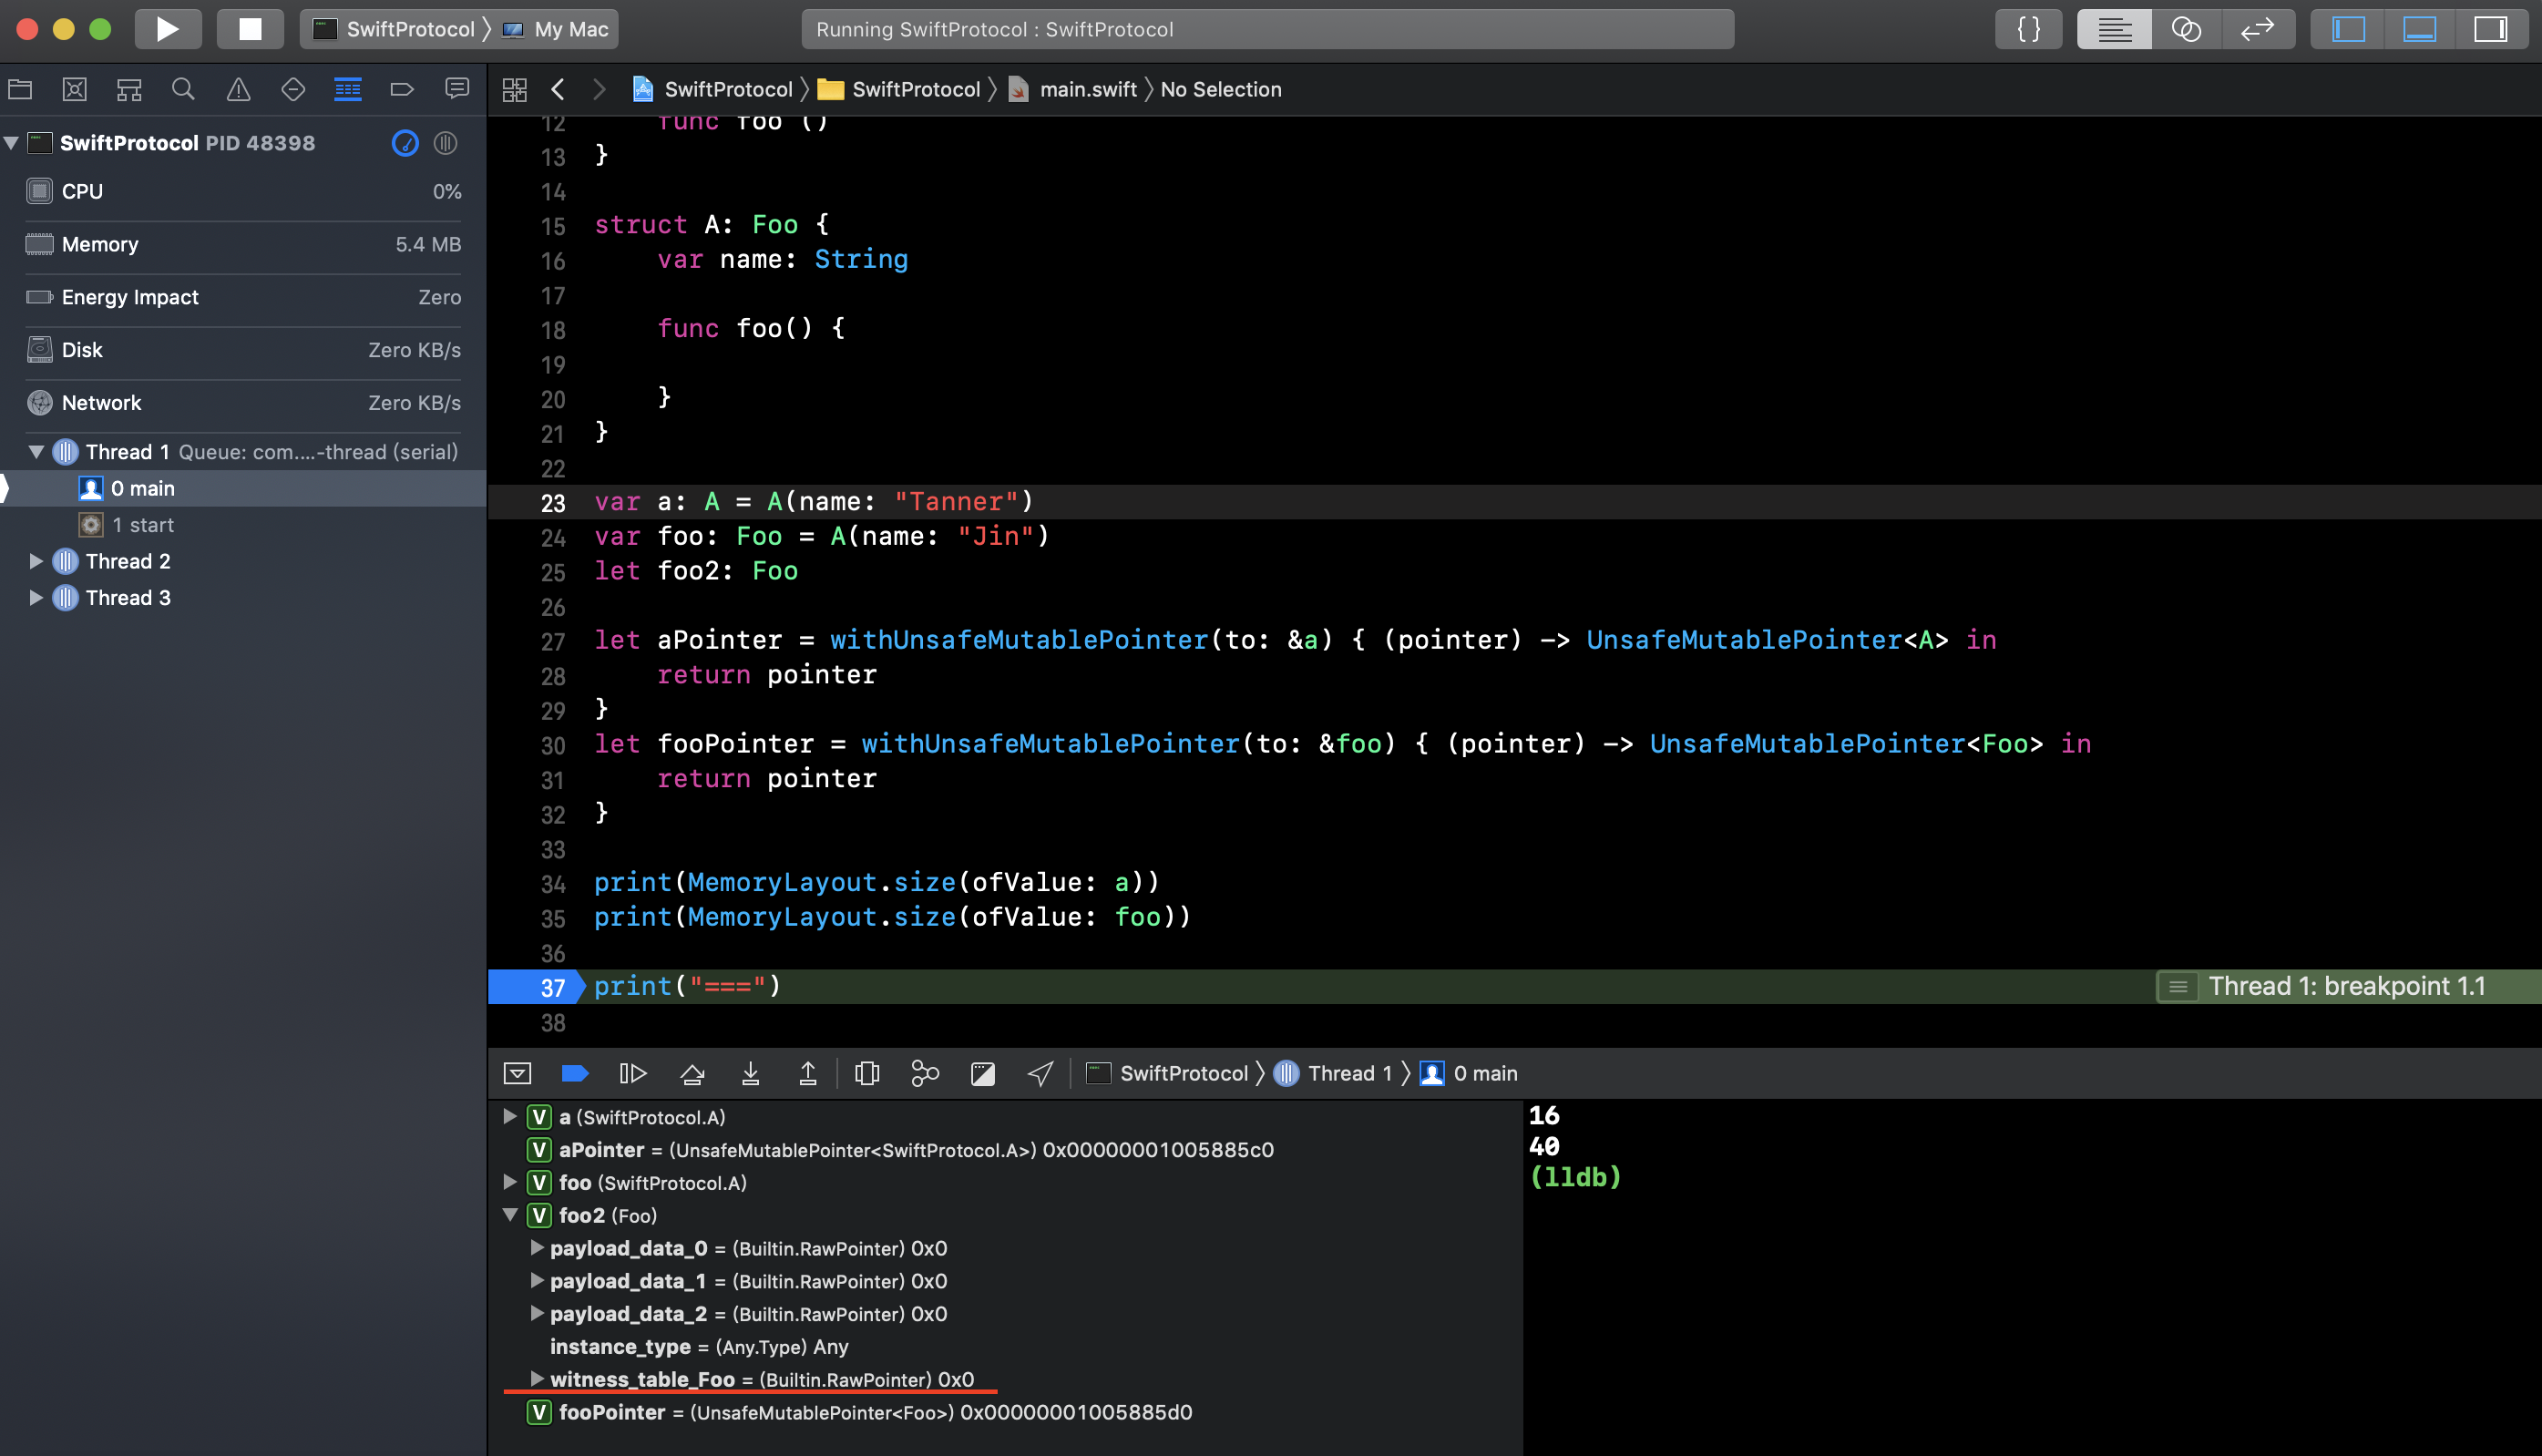 SwiftProtocol 〉 My Mac
Running SwiftProtocol : SwiftProtocol
{}
SwiftProtocol 〉 SwiftProtocol 〉 main.swift 〉 No Selection
SwiftProtocol PID 48398
CPU 0%
Memory 5.4 MB
Energy Impact Zero
Disk Zero KB/s
Network Zero KB/s
Thread 1 Queue: com....-thread (serial)
0 main
1 start
Thread 2
Thread 3
12     func foo ()
13 }
14
15 struct A: Foo {
16     var name: String
17
18     func foo() {
19
20     }
21 }
22
23 var a: A = A(name: "Tanner")
24 var foo: Foo = A(name: "Jin")
25 let foo2: Foo
26
27 let aPointer = withUnsafeMutablePointer(to: &a) { (pointer) -> UnsafeMutablePointer<A> in
28     return pointer
29 }
30 let fooPointer = withUnsafeMutablePointer(to: &foo) { (pointer) -> UnsafeMutablePointer<Foo> in
31     return pointer
32 }
33
34 print(MemoryLayout.size(ofValue: a))
35 print(MemoryLayout.size(ofValue: foo))
36
37 print("===") Thread 1: breakpoint 1.1
38
SwiftProtocol 〉 Thread 1 〉 0 main
V a (SwiftProtocol.A)
V aPointer = (UnsafeMutablePointer<SwiftProtocol.A>) 0x00000001005885c0
V foo (SwiftProtocol.A)
V foo2 (Foo)
payload_data_0 = (Builtin.RawPointer) 0x0
payload_data_1 = (Builtin.RawPointer) 0x0
payload_data_2 = (Builtin.RawPointer) 0x0
instance_type = (Any.Type) Any
witness_table_Foo = (Builtin.RawPointer) 0x0
V fooPointer = (UnsafeMutablePointer<Foo>) 0x00000001005885d0
16
40
(lldb)